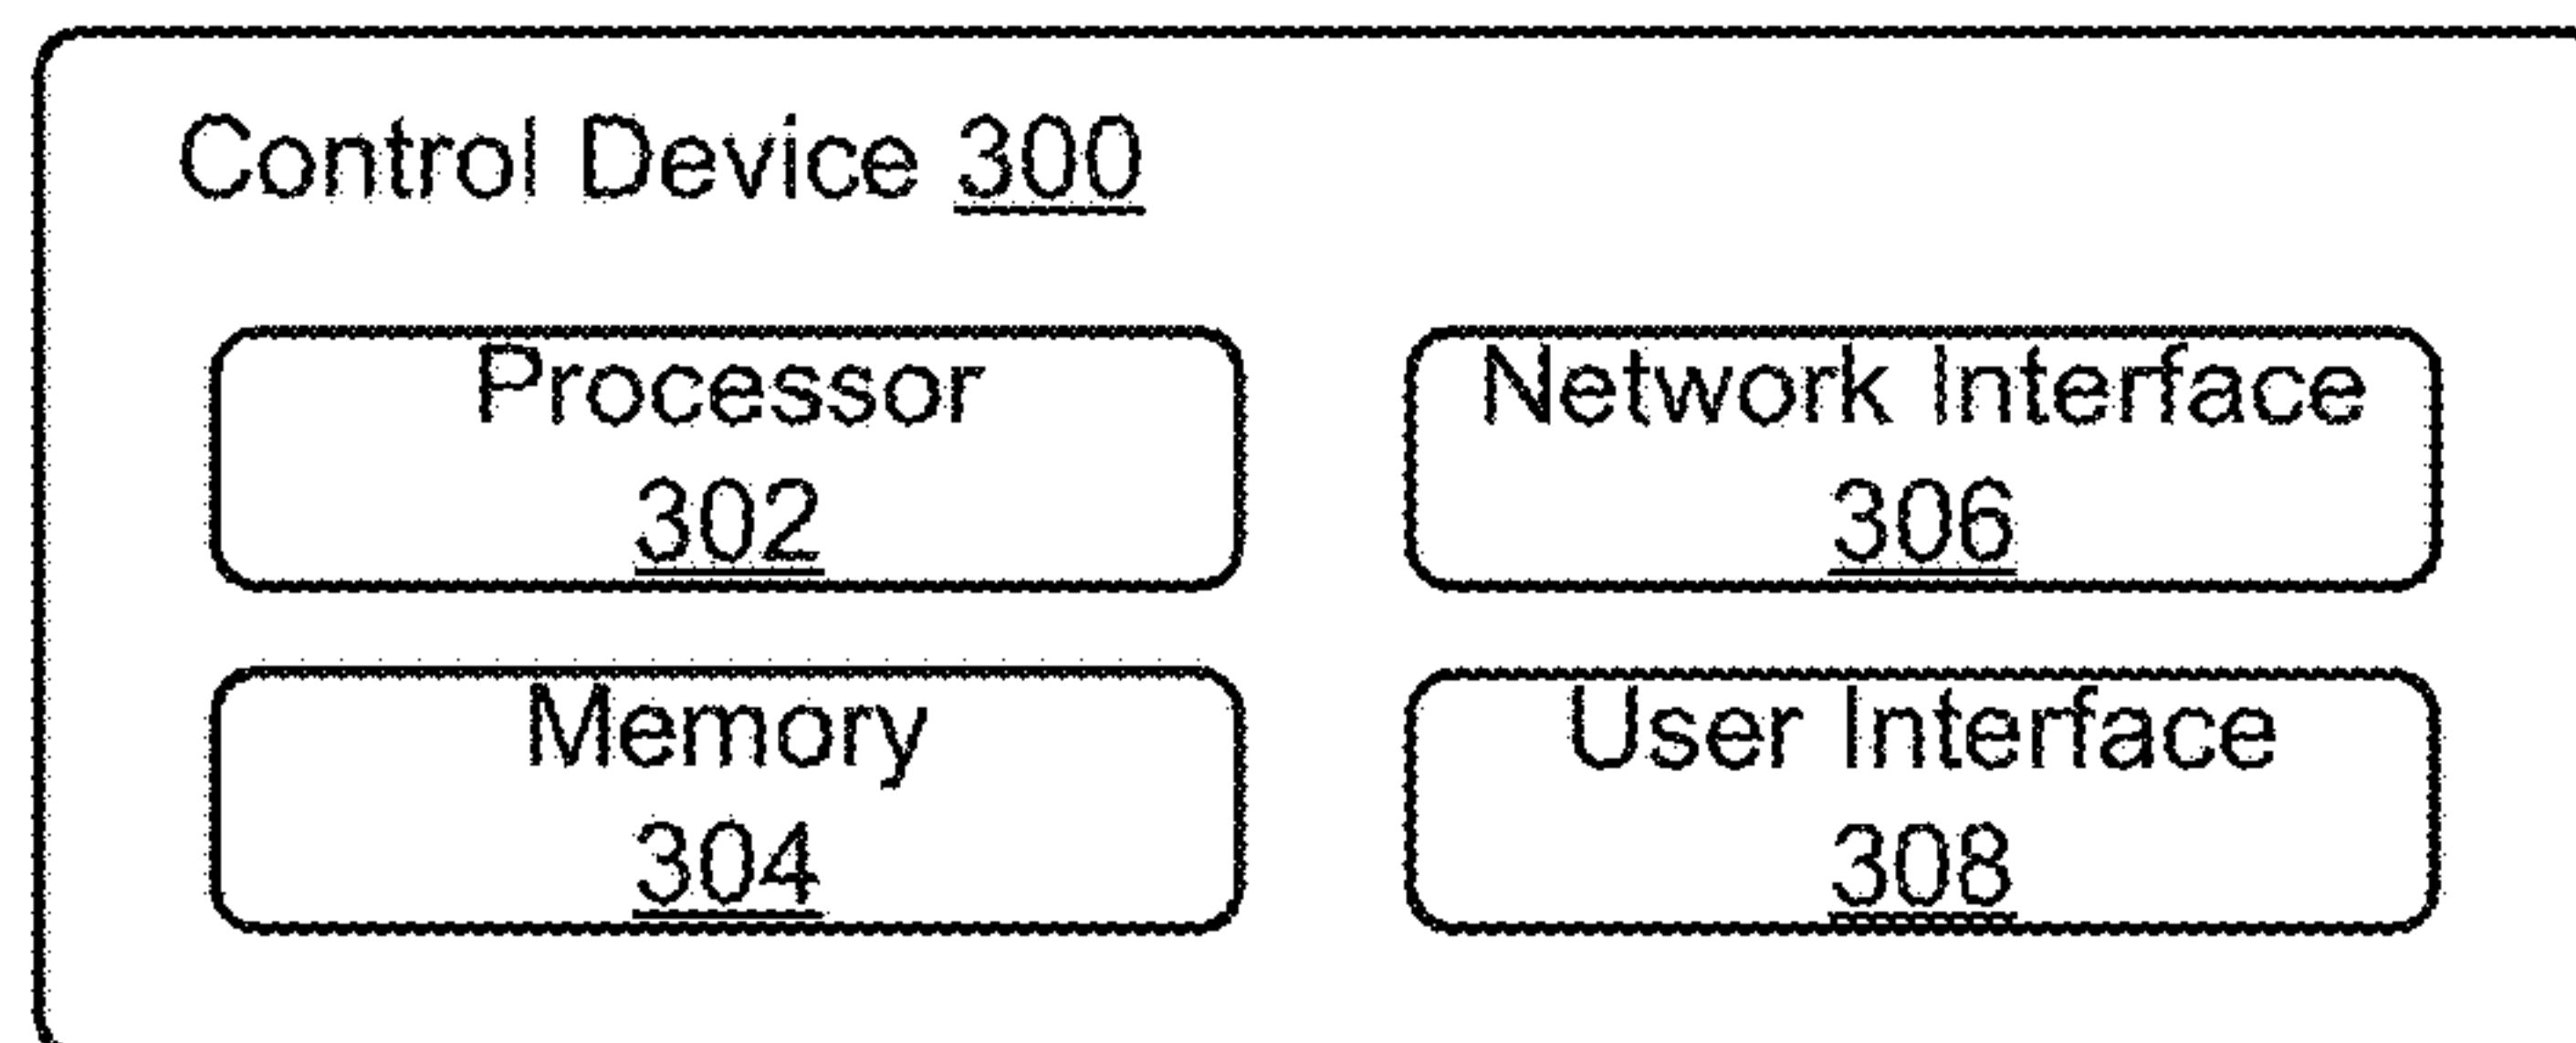 Control Device 300
Processor
302
Network Interface
306
Memory
304
User Interface
308